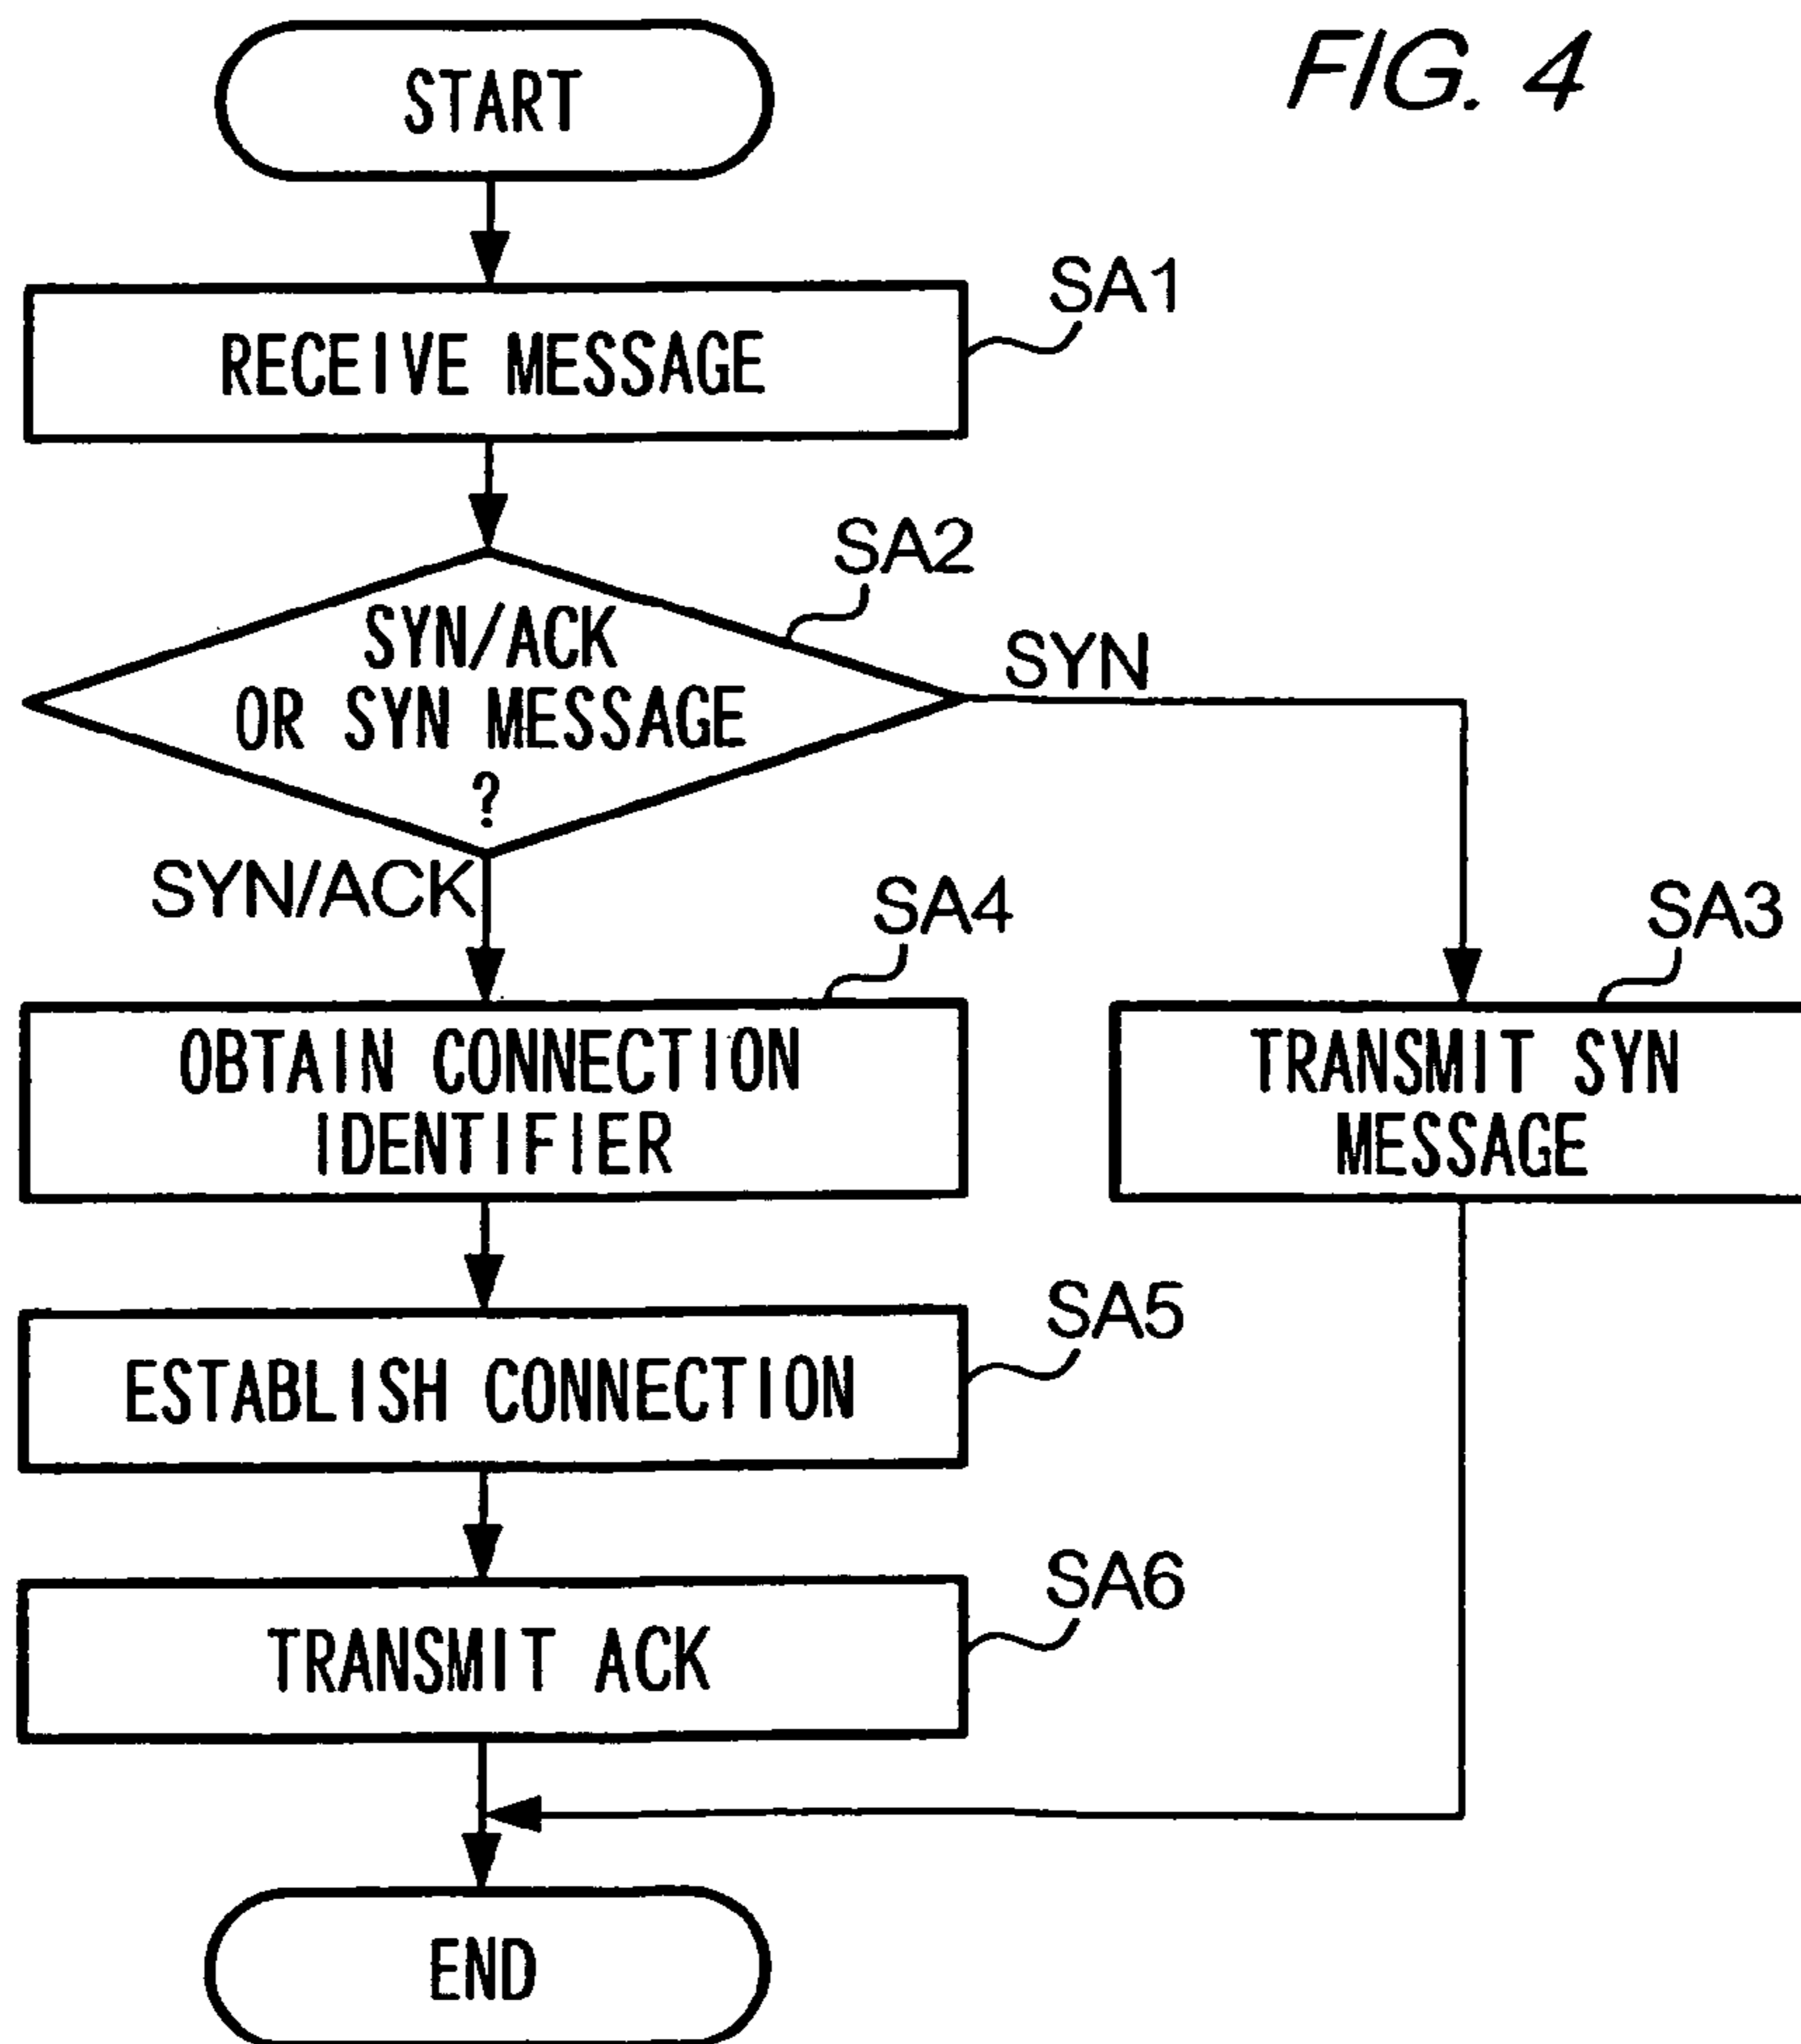 FIG. 4
START
SA1
RECEIVE MESSAGE
SA2
SYN/ACK
OR SYN MESSAGE
?
SYN
SYN/ACK
SA4
OBTAIN CONNECTION
IDENTIFIER
SA3
TRANSMIT SYN
MESSAGE
SA5
ESTABLISH CONNECTION
SA6
TRANSMIT ACK
END